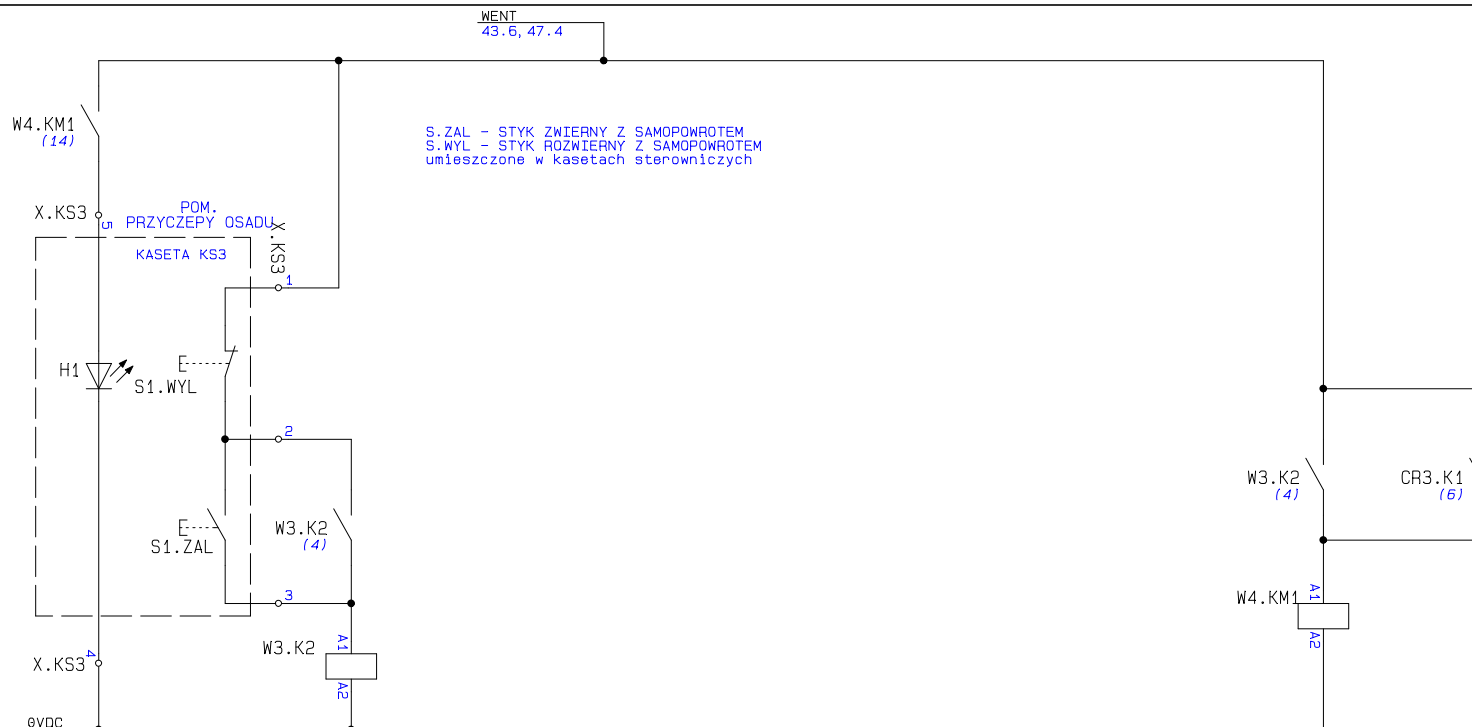 WENT
43.6, 47.4
W4.KM1
(14)
S.ZAL - STYK ZWIERNY Z SAMOPOWROTEM
S.WYL - STYK ROZWIERNY Z SAMOPOWROTEM
umieszczone w kasetach sterowniczych
X.KS3
5
POM.
PRZYCZEPY OSADU
KASETA KS3
X.KS3
1
H1
S1.WYL
2
S1.ZAL
W3.K2
(4)
3
W3.K2
A1
A2
X.KS3
4
0VDC
W3.K2
(4)
CR3.K1
(6)
W4.KM1
A1
A2